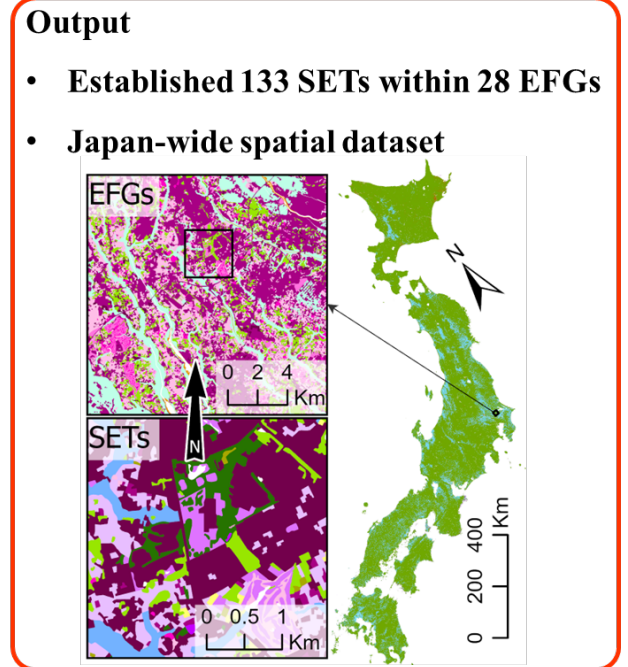 Output
• Established 133 SETs within 28 EFGs
• Japan-wide spatial dataset
EFGs
0 2 4
Km
N
SETs
0 0.5 1
Km
N
0 200 400
Km